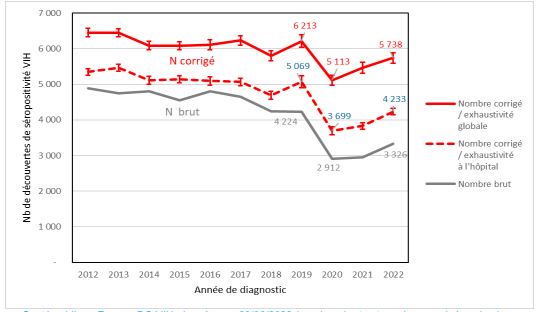 Nb de découvertes de séropositivité VIH
7 000
6 000
5 000
4 000
3 000
2 000
1 000
-
6 213
5 738
N corrigé
5 113
5 069
4 233
N brut
3 699
4 224
3 326
2 912
2012 2013 2014 2015 2016 2017 2018 2019 2020 2021 2022
Année de diagnostic
Nombre corrigé
/ exhaustivité
globale
Nombre corrigé
/ exhaustivité
à l'hôpital
Nombre brut